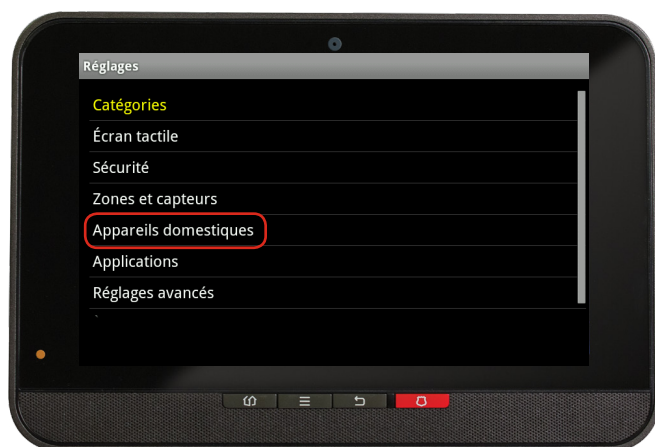 Réglages
Catégories
Écran tactile
Sécurité
Zones et capteurs
Appareils domestiques
Applications
Réglages avancés